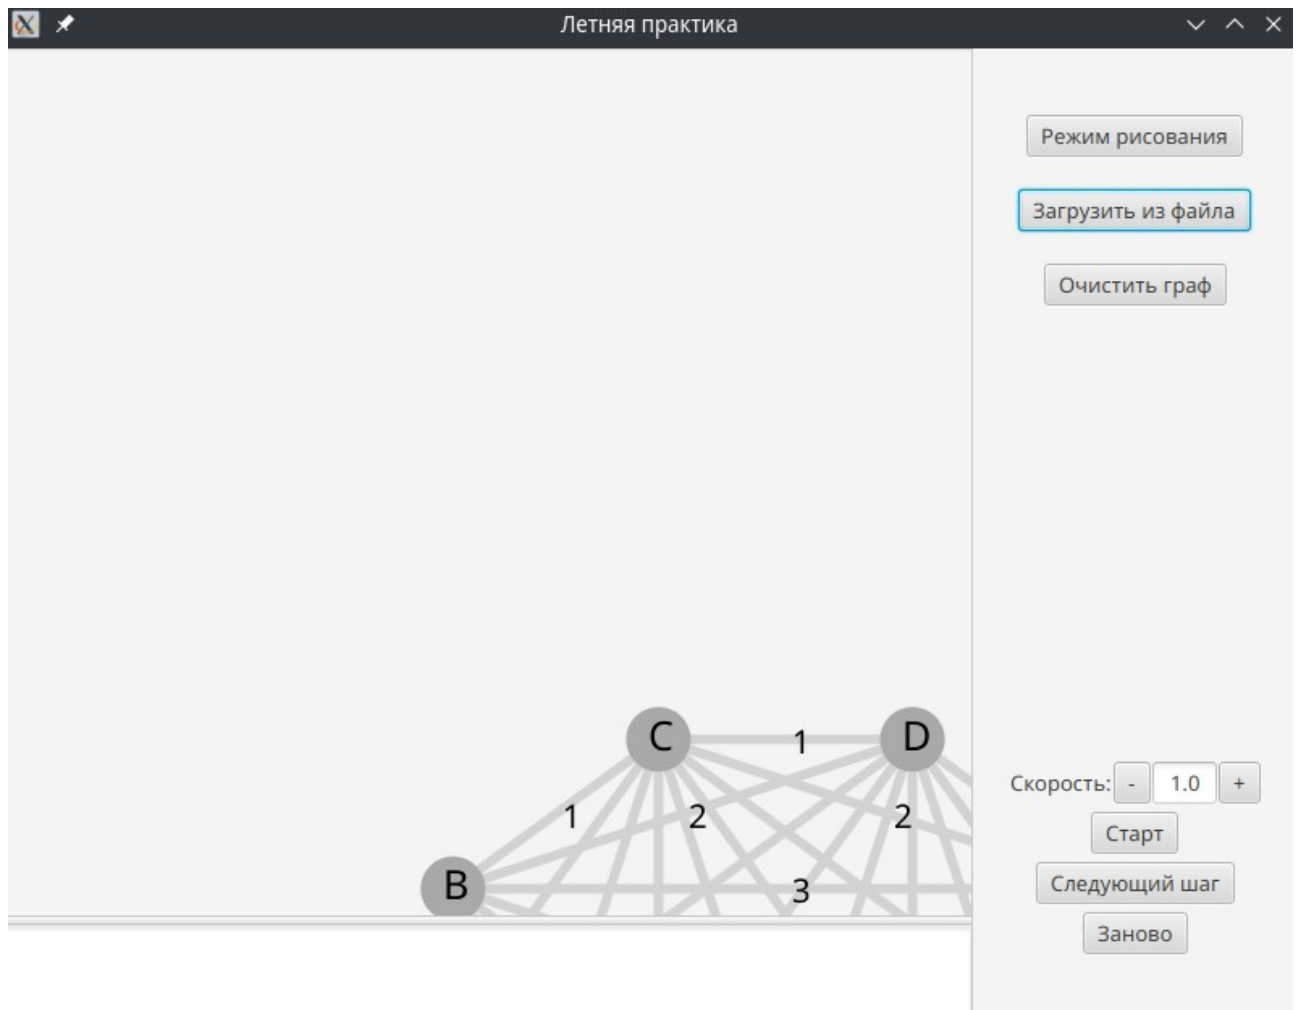 Летняя практика
Режим рисования
Загрузить из файла
Очистить граф
C
1
D
1
2
2
B
3
Скорость: - 1.0 +
Старт
Следующий шаг
Заново